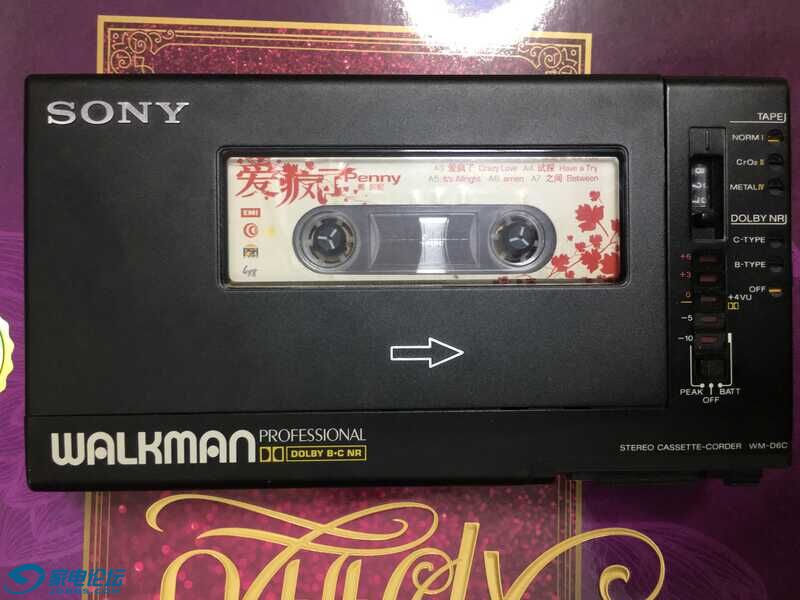 SONY
TAPE
NORM I
CrO₂ II
METAL IV
DOLBY NR
C-TYPE
B-TYPE
OFF
+6
+3
0
+4VU
-5
-10
PEAK
BATT
OFF
爱疯了 Penny
A3 爱疯了 Crazy Love A4 试探 Have a Try
A5 It's Allright A6 amen A7 之间 Between
EMI
WALKMAN PROFESSIONAL
DOLBY B·C NR
STEREO CASSETTE-CORDER WM-D6C
家电论坛